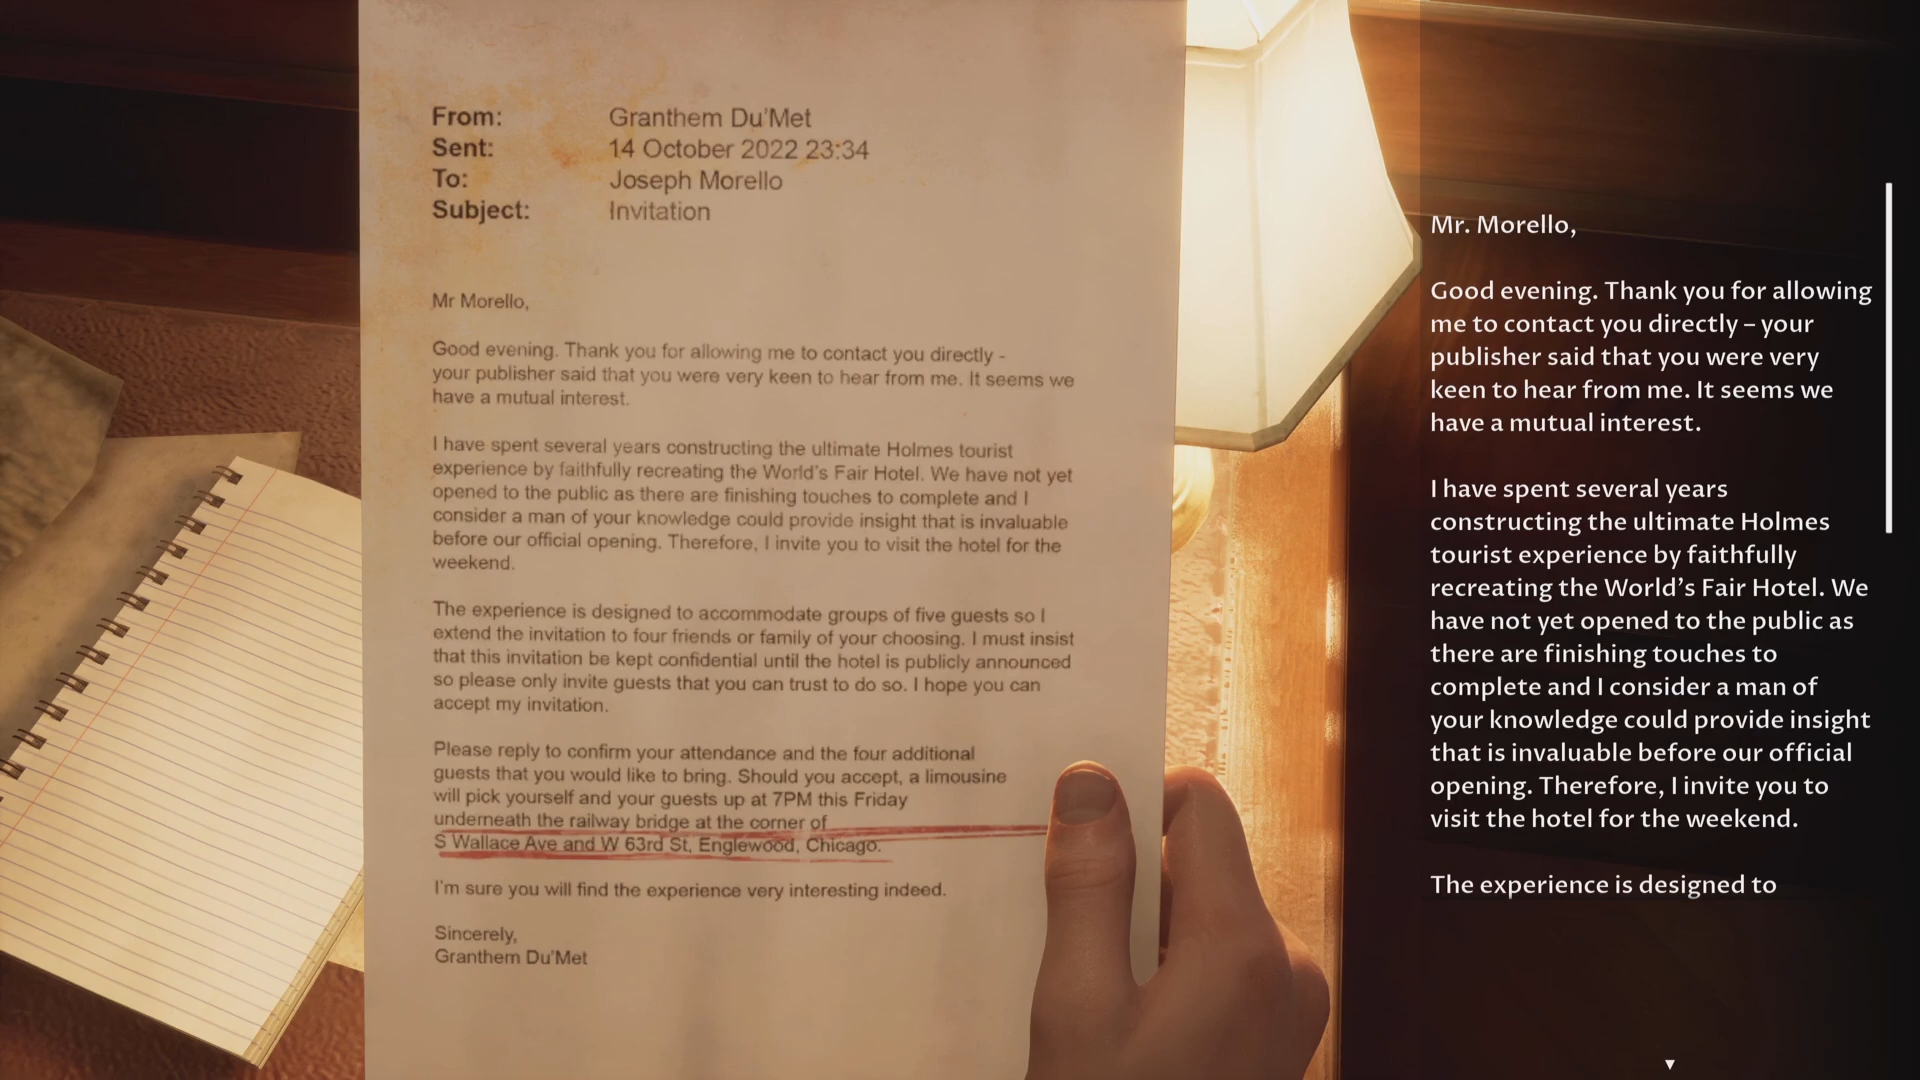 From: Granthem Du'Met
Sent: 14 October 2022 23:34
To: Joseph Morello
Subject: Invitation
Mr Morello,
Good evening. Thank you for allowing me to contact you directly -
your publisher said that you were very keen to hear from me. It seems we
have a mutual interest.
I have spent several years constructing the ultimate Holmes tourist
experience by faithfully recreating the World's Fair Hotel. We have not yet
opened to the public as there are finishing touches to complete and I
consider a man of your knowledge could provide insight that is invaluable
before our official opening. Therefore, I invite you to visit the hotel for the
weekend.
The experience is designed to accommodate groups of five guests so I
extend the invitation to four friends or family of your choosing. I must insist
that this invitation be kept confidential until the hotel is publicly announced
so please only invite guests that you can trust to do so. I hope you can
accept my invitation.
Please reply to confirm your attendance and the four additional
guests that you would like to bring. Should you accept, a limousine
will pick yourself and your guests up at 7PM this Friday
underneath the railway bridge at the corner of
S Wallace Ave and W 63rd St, Englewood, Chicago.
I'm sure you will find the experience very interesting indeed.
Sincerely,
Granthem Du'Met
Mr. Morello,
Good evening. Thank you for allowing
me to contact you directly – your
publisher said that you were very
keen to hear from me. It seems we
have a mutual interest.
I have spent several years
constructing the ultimate Holmes
tourist experience by faithfully
recreating the World's Fair Hotel. We
have not yet opened to the public as
there are finishing touches to
complete and I consider a man of
your knowledge could provide insight
that is invaluable before our official
opening. Therefore, I invite you to
visit the hotel for the weekend.
The experience is designed to